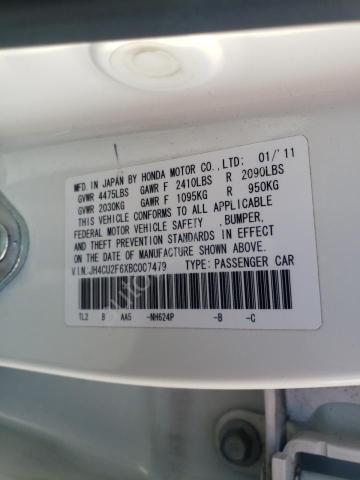 MFD. IN JAPAN BY HONDA MOTOR CO., LTD: 01/'11
GVWR 4475LBS GAWR F 2410LBS R 2090LBS
GVWR 2030KG GAWR F 1095KG R 950KG
THIS VEHICLE CONFORMS TO ALL APPLICABLE
FEDERAL MOTOR VEHICLE SAFETY, BUMPER,
AND THEFT PREVENTION STANDARDS IN EFFECT
ON THE DATE OF MANUFACTURE SHOWN ABOVE.
V.I.N: JH4CU2F6XBC007479 TYPE: PASSENGER CAR
TL2 B AA5 -NH624P -B -C